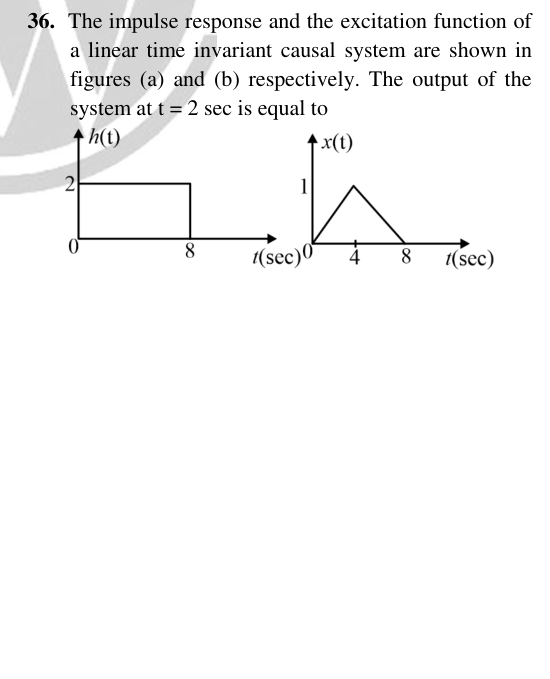 36. The impulse response and the excitation function of
a linear time invariant causal system are shown in
figures (a) and (b) respectively. The output of the
system at t = 2 sec is equal to
h(t)
2
0
8
t(sec)
x(t)
1
0
4
8
t(sec)